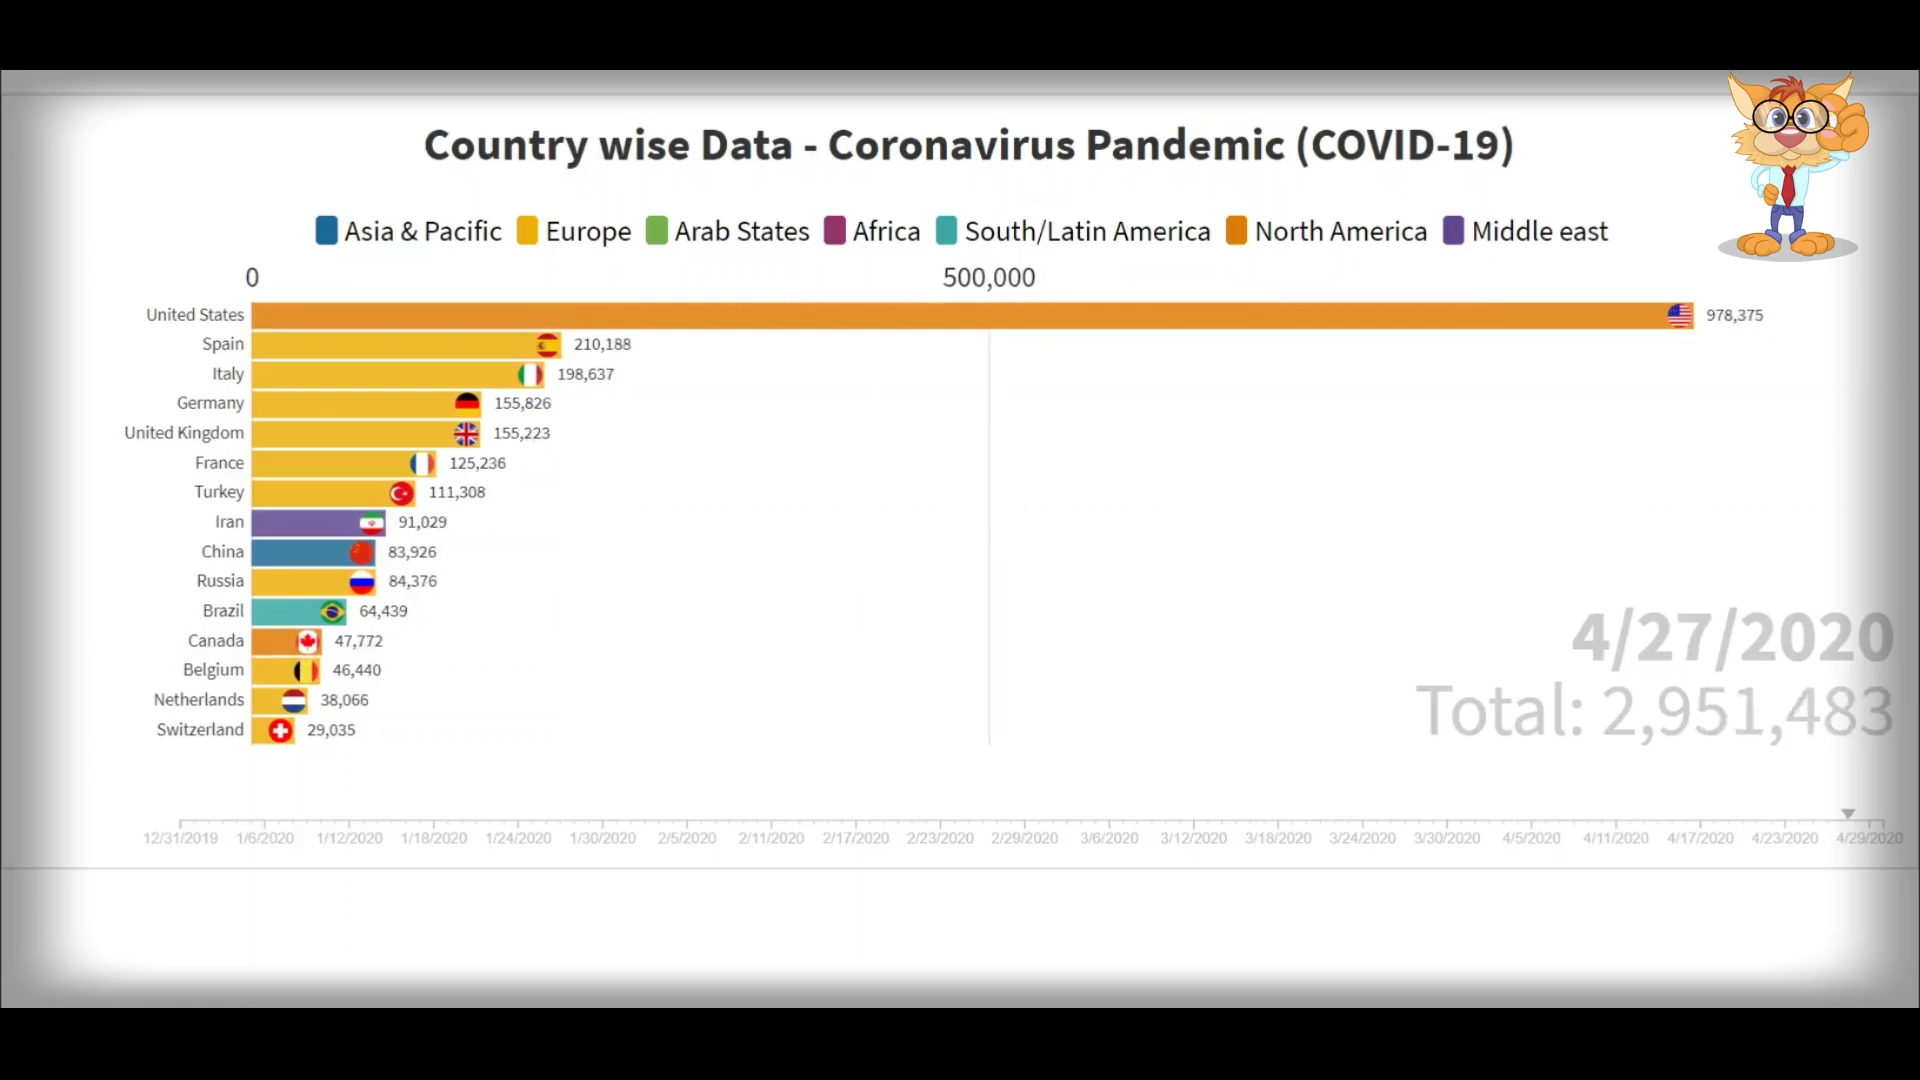 Country wise Data - Coronavirus Pandemic (COVID-19)
Asia & Pacific Europe Arab States Africa South/Latin America North America Middle east
0 500,000
United States 978,375
Spain 210,188
Italy 198,637
Germany 155,826
United Kingdom 155,223
France 125,236
Turkey 111,308
Iran 91,029
China 83,926
Russia 84,376
Brazil 64,439
Canada 47,772
Belgium 46,440
Netherlands 38,066
Switzerland 29,035
4/27/2020
Total: 2,951,483
12/31/2019 1/6/2020 1/12/2020 1/18/2020 1/24/2020 1/30/2020 2/5/2020 2/11/2020 2/17/2020 2/23/2020 2/29/2020 3/6/2020 3/12/2020 3/18/2020 3/24/2020 3/30/2020 4/5/2020 4/11/2020 4/17/2020 4/23/2020 4/29/2020